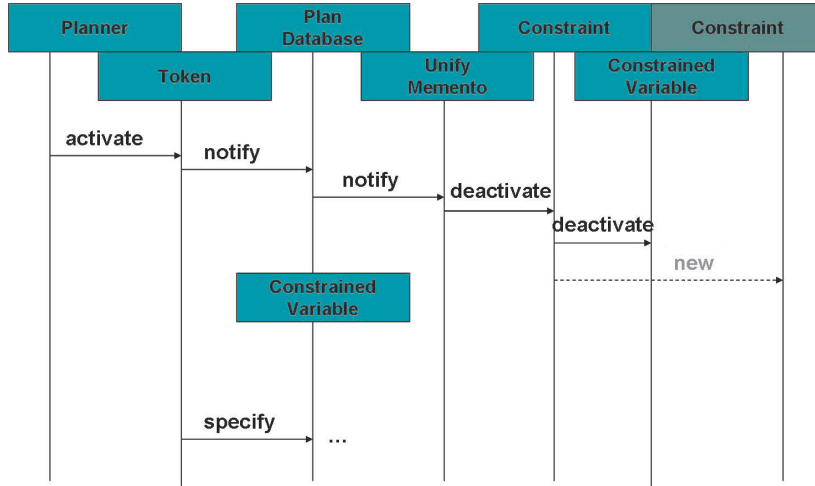 Planner
Plan
Database
Constraint
Constraint
Token
Unify
Memento
Constrained
Variable
activate
notify
notify
deactivate
deactivate
new
Constrained
Variable
specify
...